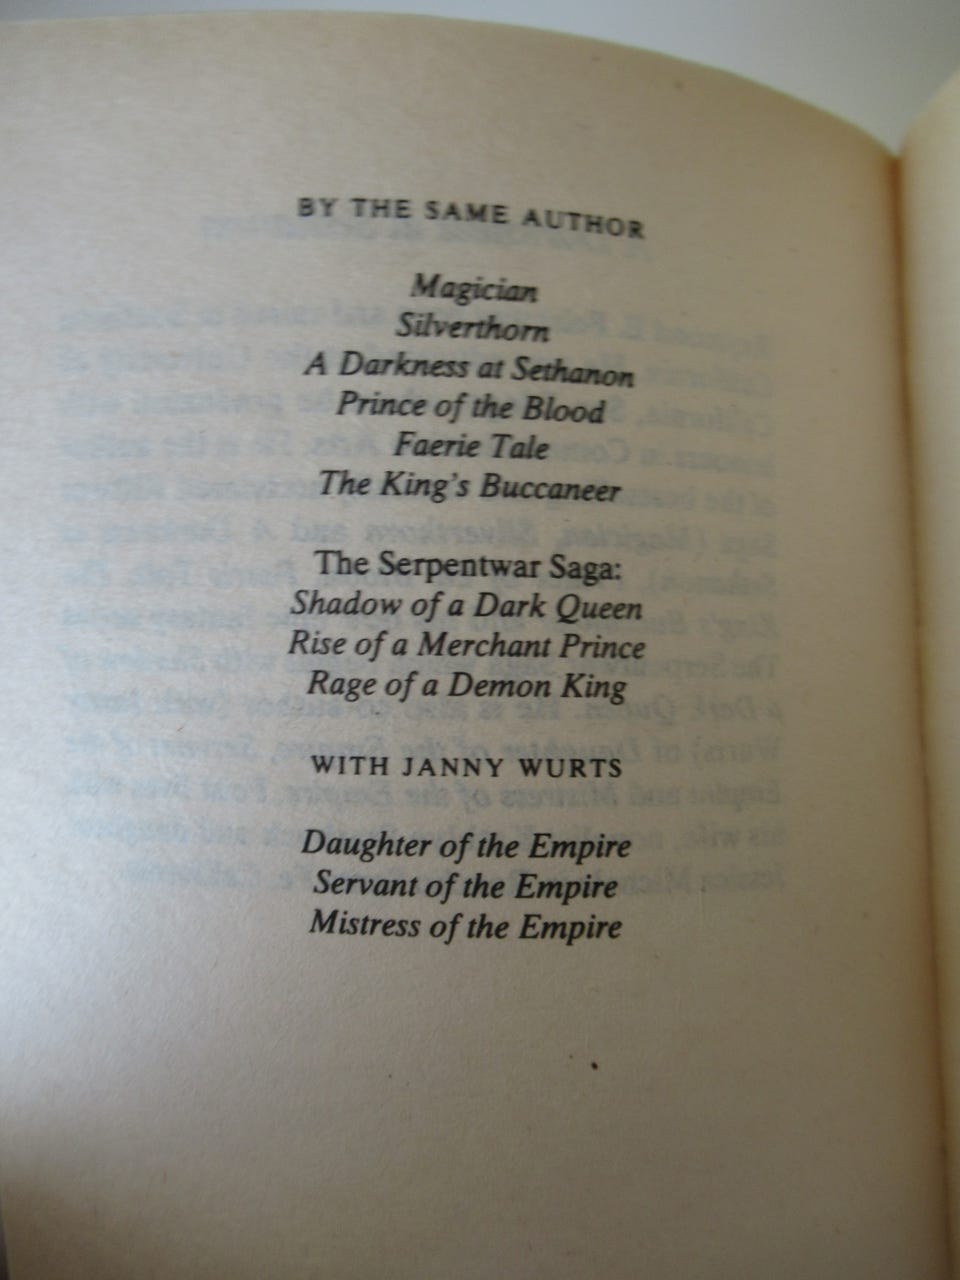 BY THE SAME AUTHOR
Magician
Silverthorn
A Darkness at Sethanon
Prince of the Blood
Faerie Tale
The King's Buccaneer
The Serpentwar Saga:
Shadow of a Dark Queen
Rise of a Merchant Prince
Rage of a Demon King
WITH JANNY WURTS
Daughter of the Empire
Servant of the Empire
Mistress of the Empire